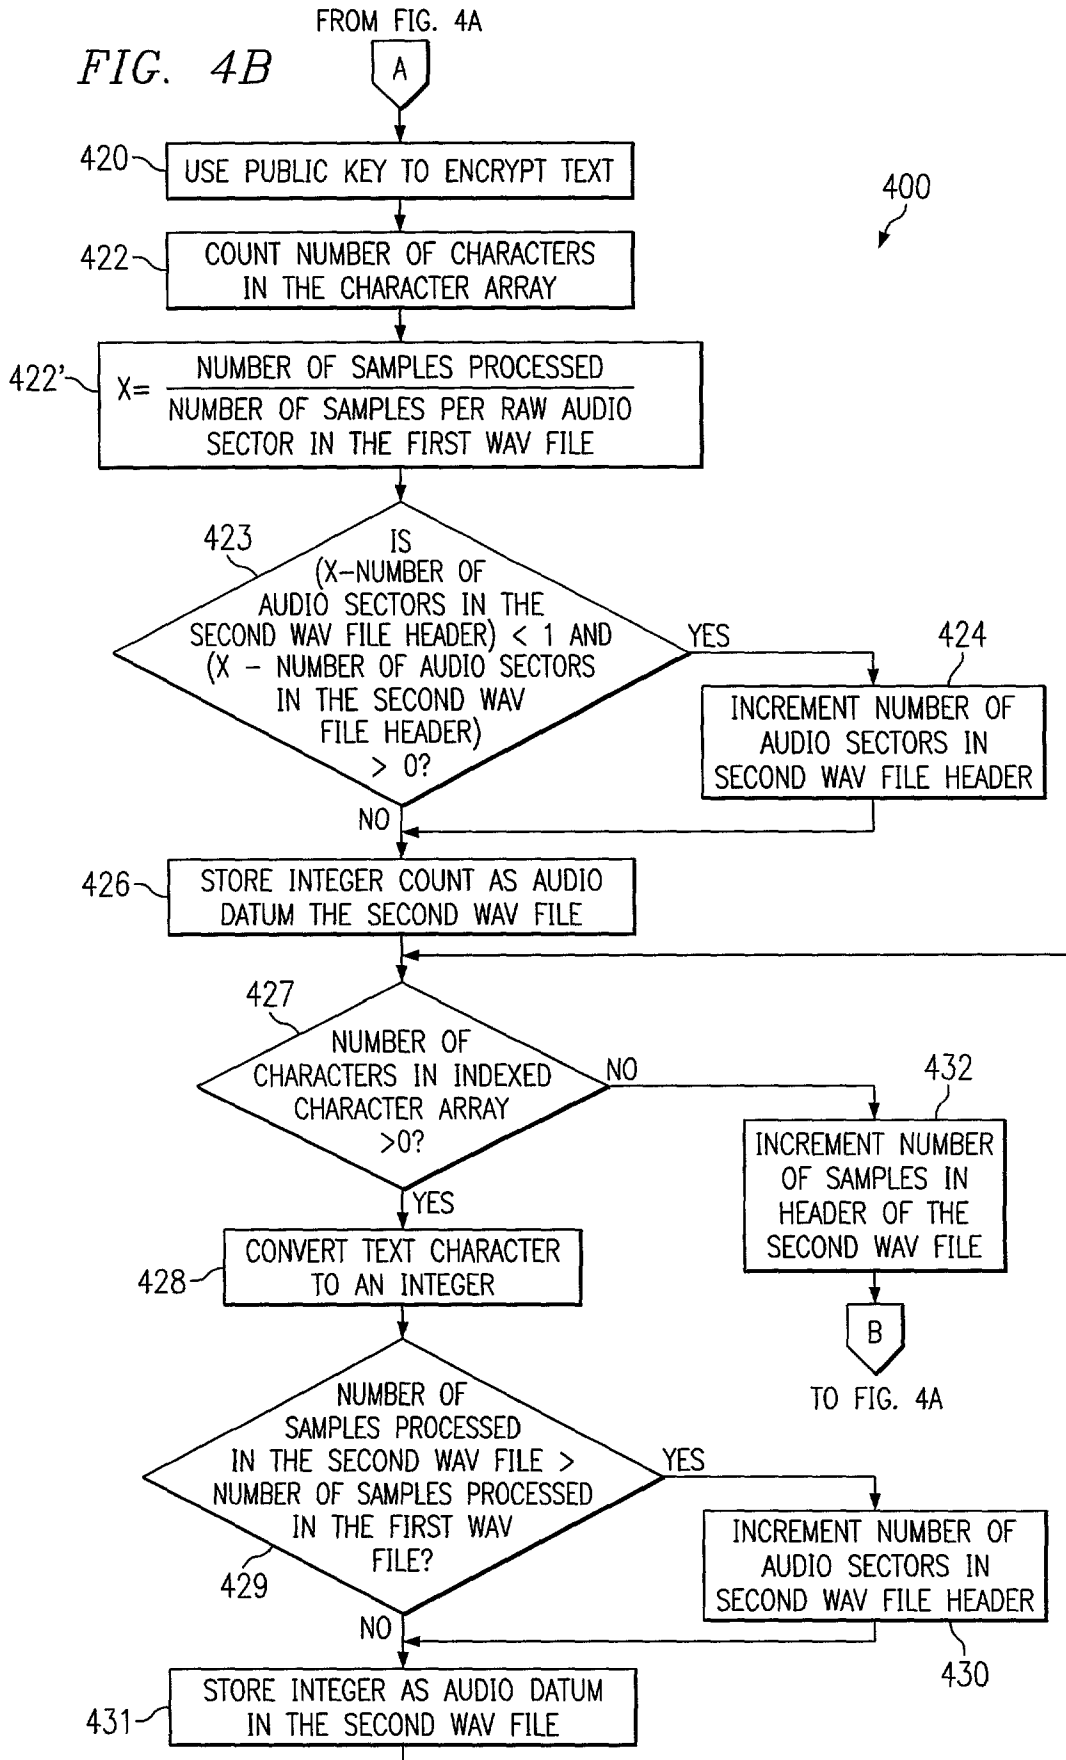 FROM FIG. 4A
FIG. 4B
A
420
USE PUBLIC KEY TO ENCRYPT TEXT
400
422
COUNT NUMBER OF CHARACTERS
IN THE CHARACTER ARRAY
422'
X=
NUMBER OF SAMPLES PROCESSED
NUMBER OF SAMPLES PER RAW AUDIO
SECTOR IN THE FIRST WAV FILE
423
IS
(X-NUMBER OF
AUDIO SECTORS IN THE
SECOND WAV FILE HEADER) < 1 AND
(X - NUMBER OF AUDIO SECTORS
IN THE SECOND WAV
FILE HEADER)
> 0?
YES
424
INCREMENT NUMBER OF
AUDIO SECTORS IN
SECOND WAV FILE HEADER
NO
426
STORE INTEGER COUNT AS AUDIO
DATUM THE SECOND WAV FILE
427
NUMBER OF
CHARACTERS IN INDEXED
CHARACTER ARRAY
>0?
NO
432
INCREMENT NUMBER
OF SAMPLES IN
HEADER OF THE
SECOND WAV FILE
YES
428
CONVERT TEXT CHARACTER
TO AN INTEGER
B
TO FIG. 4A
NUMBER OF
SAMPLES PROCESSED
IN THE SECOND WAV FILE >
NUMBER OF SAMPLES PROCESSED
IN THE FIRST WAV
FILE?
429
YES
INCREMENT NUMBER OF
AUDIO SECTORS IN
SECOND WAV FILE HEADER
430
NO
431
STORE INTEGER AS AUDIO DATUM
IN THE SECOND WAV FILE